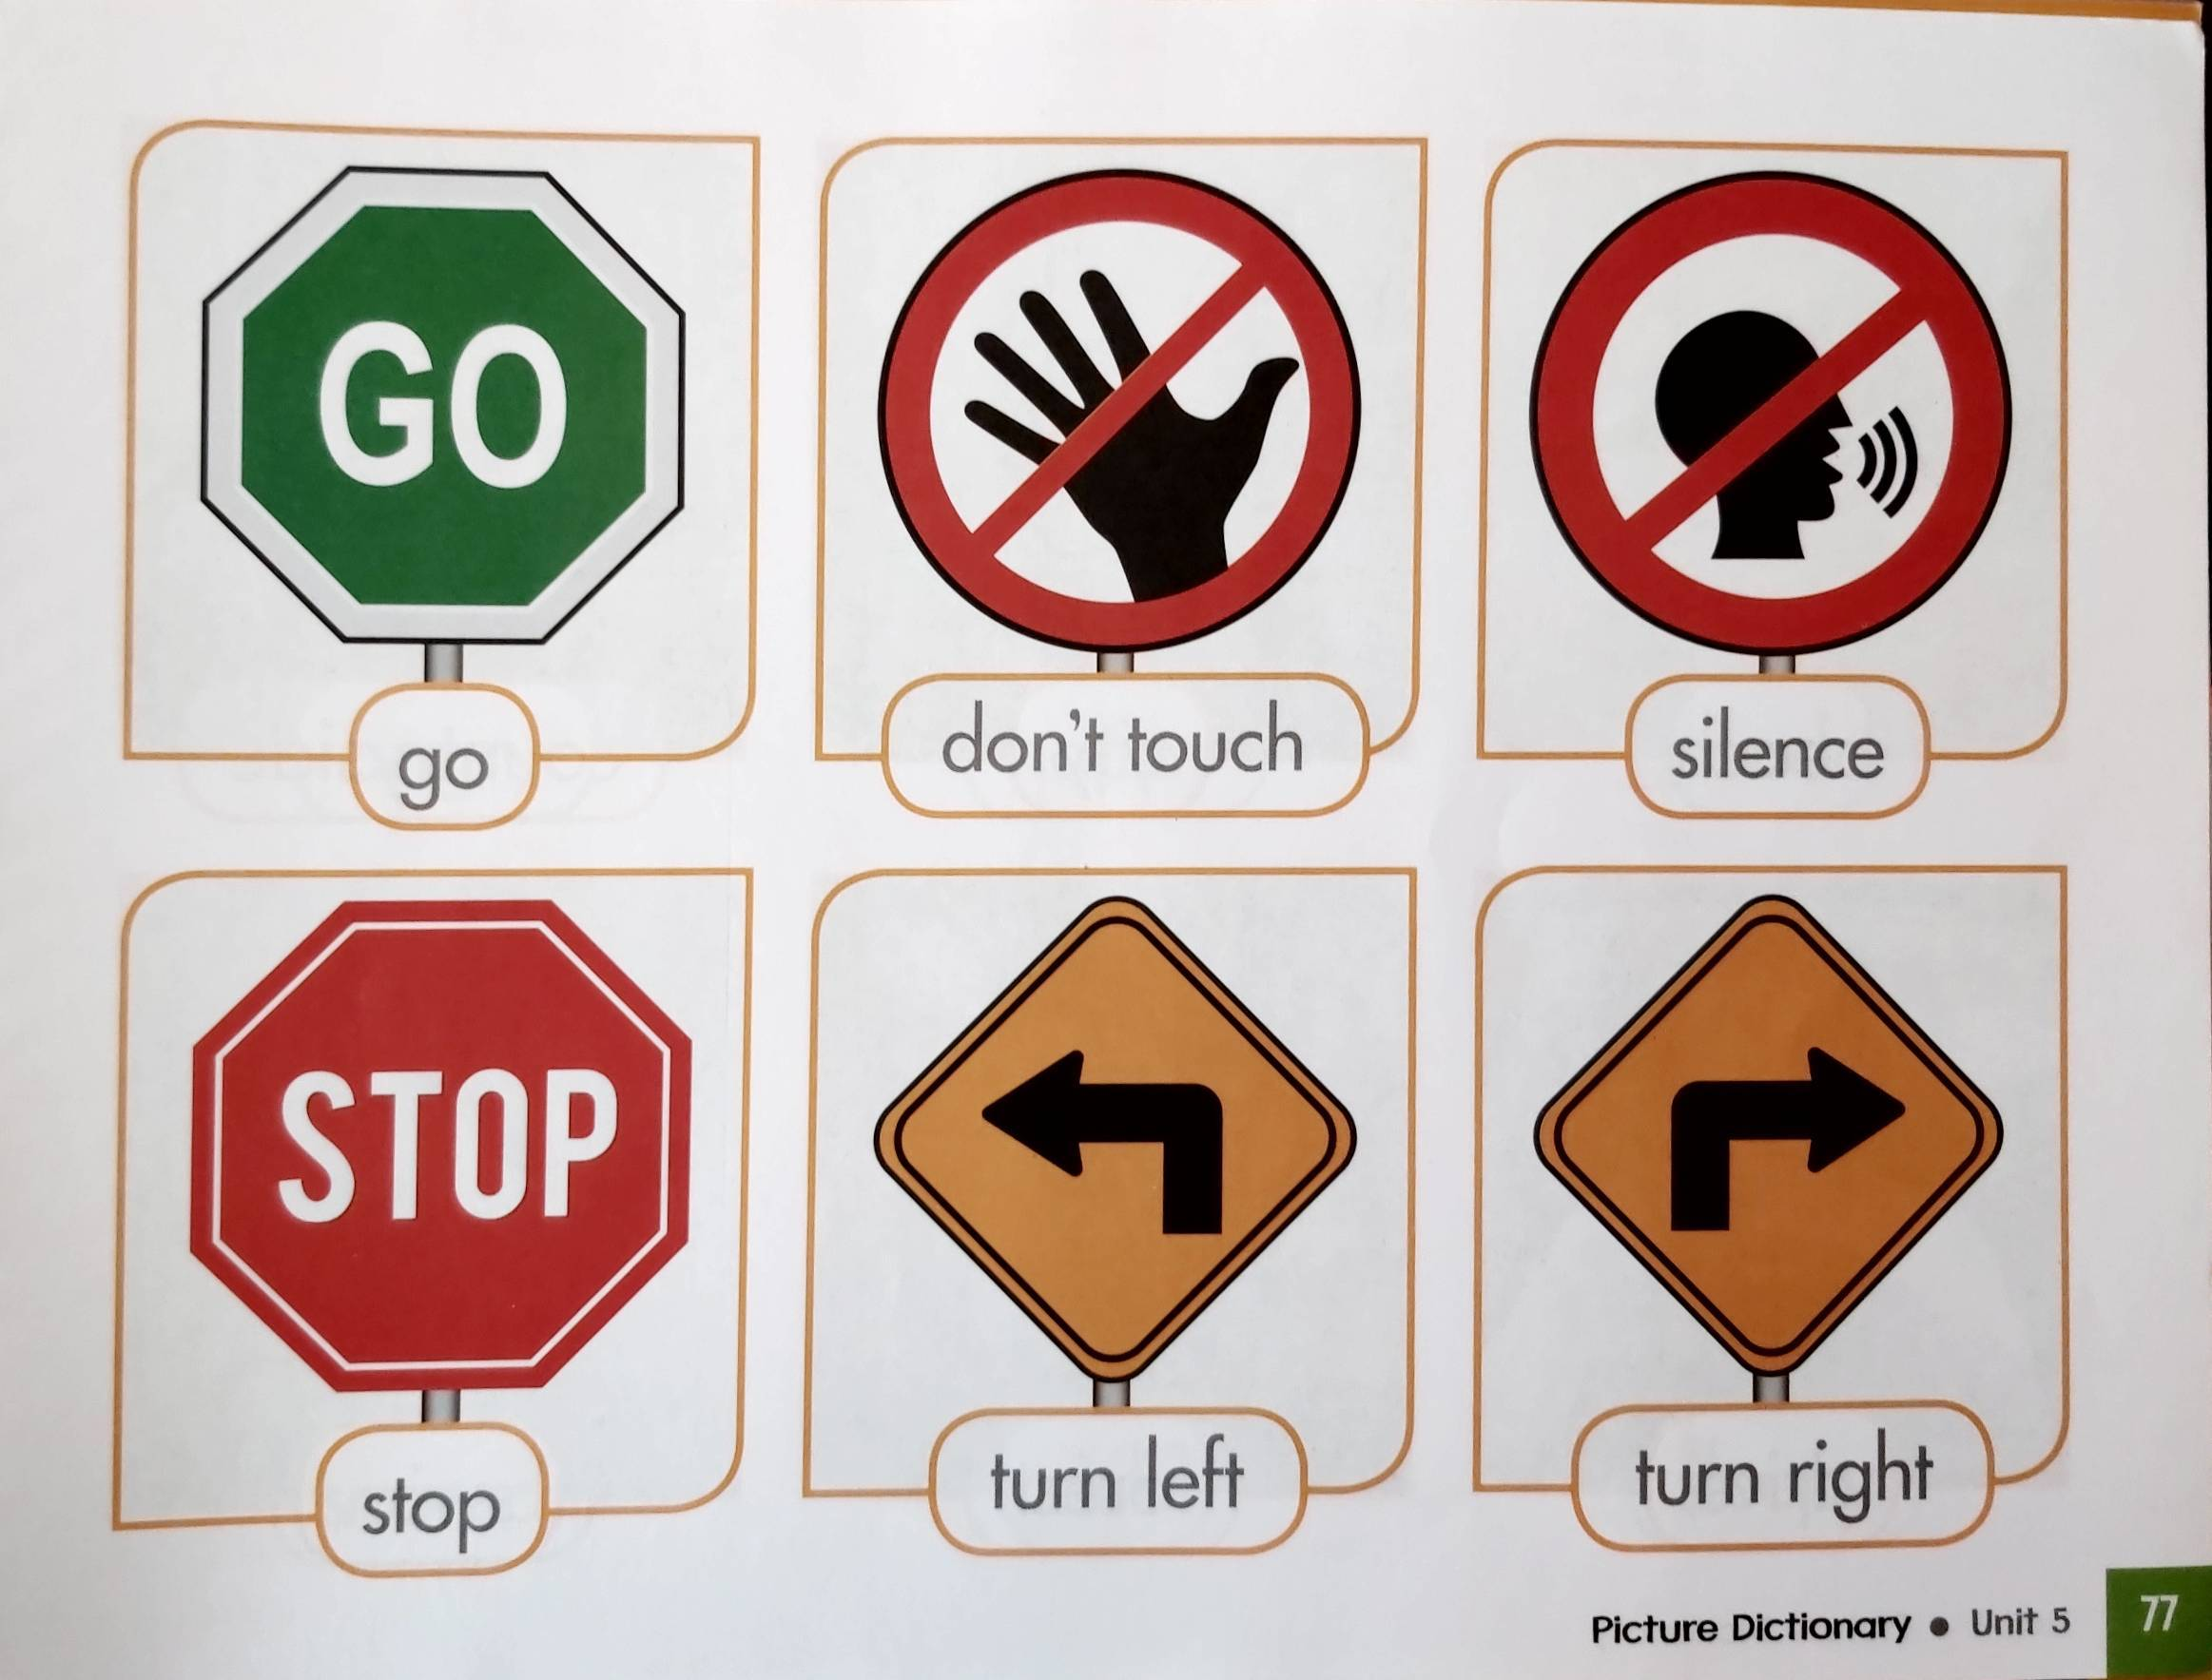 GO
go
don't touch
silence
STOP
stop
turn left
turn right
Picture Dictionary • Unit 5
77